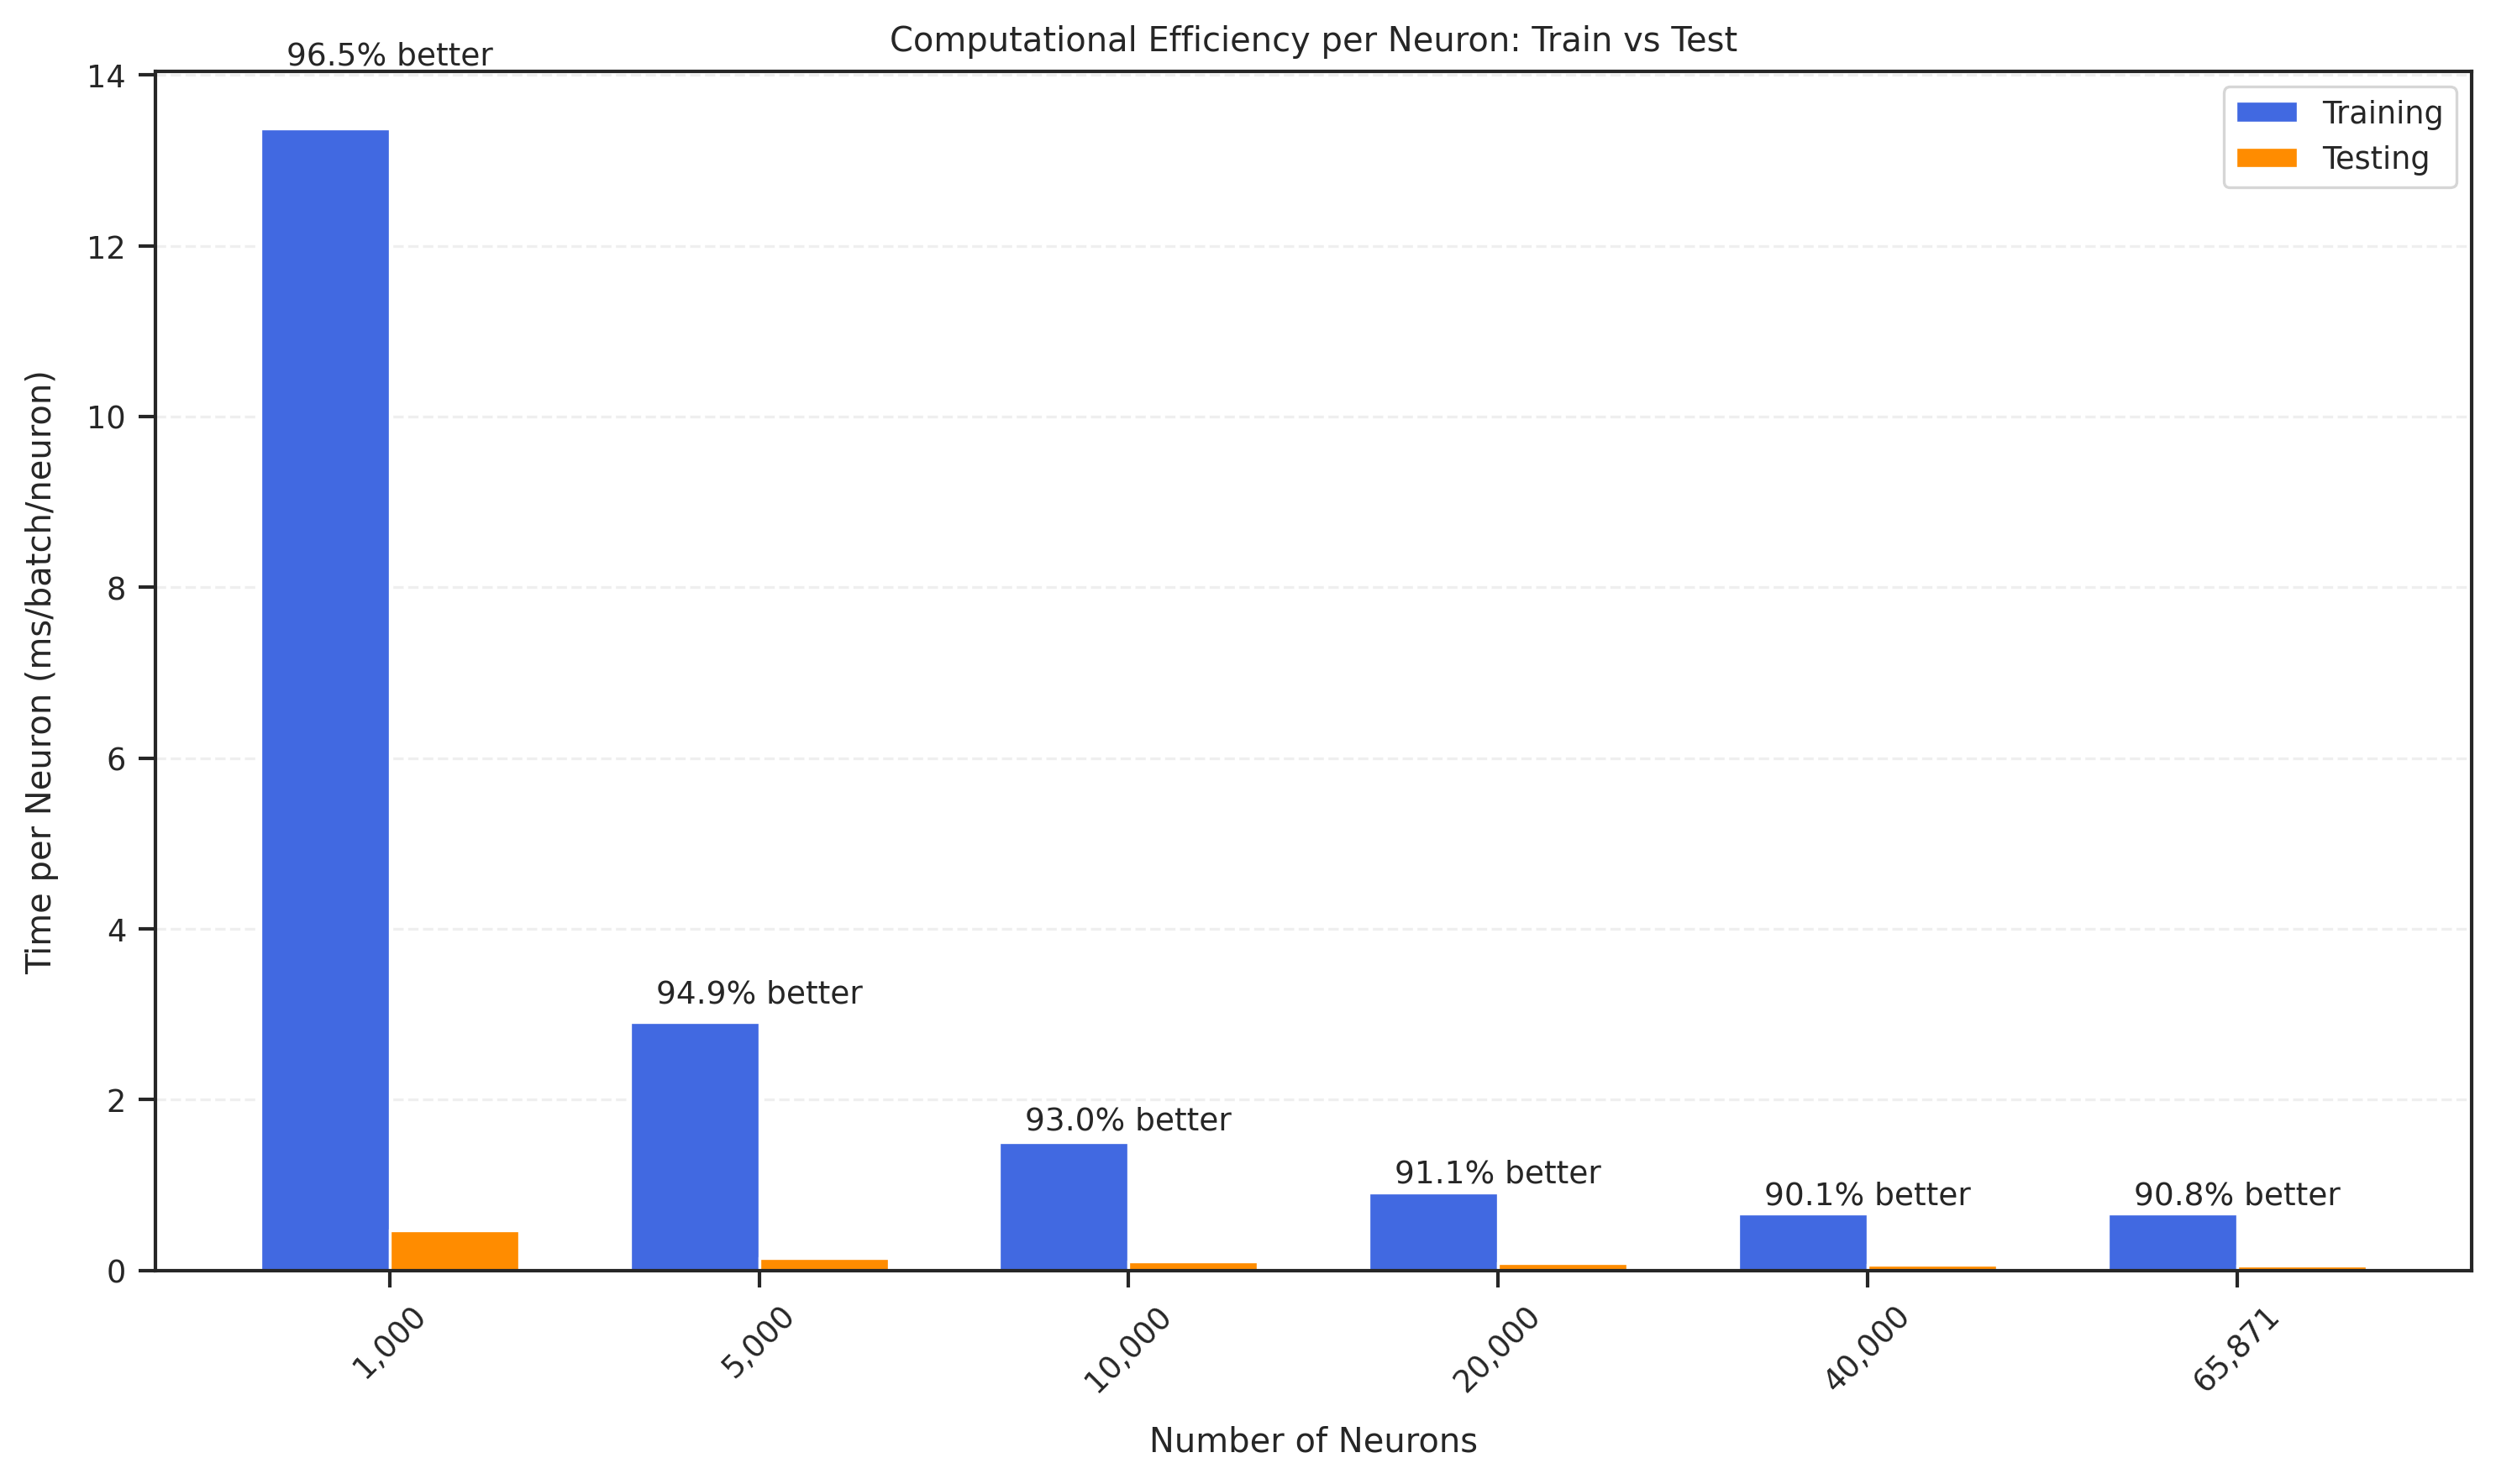 Computational Efficiency per Neuron: Train vs Test
96.5% better
94.9% better
93.0% better
91.1% better
90.1% better
90.8% better
Training
Testing
Time per Neuron (ms/batch/neuron)
14
12
10
8
6
4
2
0
1,000
5,000
10,000
20,000
40,000
65,871
Number of Neurons